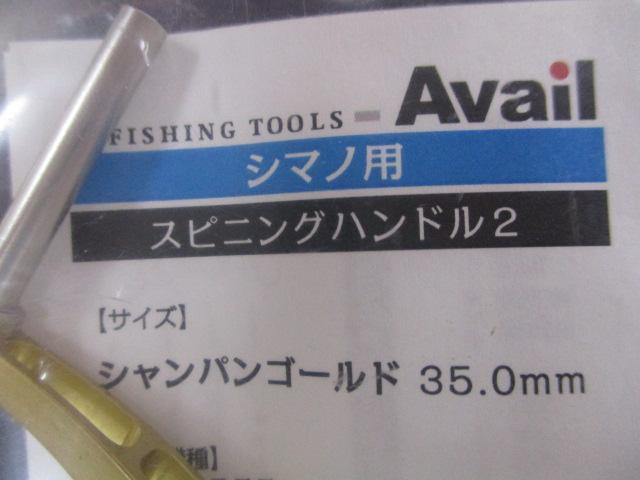 FISHING TOOLS - Avail
シマノ用
スピニングハンドル2
【サイズ】
シャンパンゴールド 35.0mm
種】